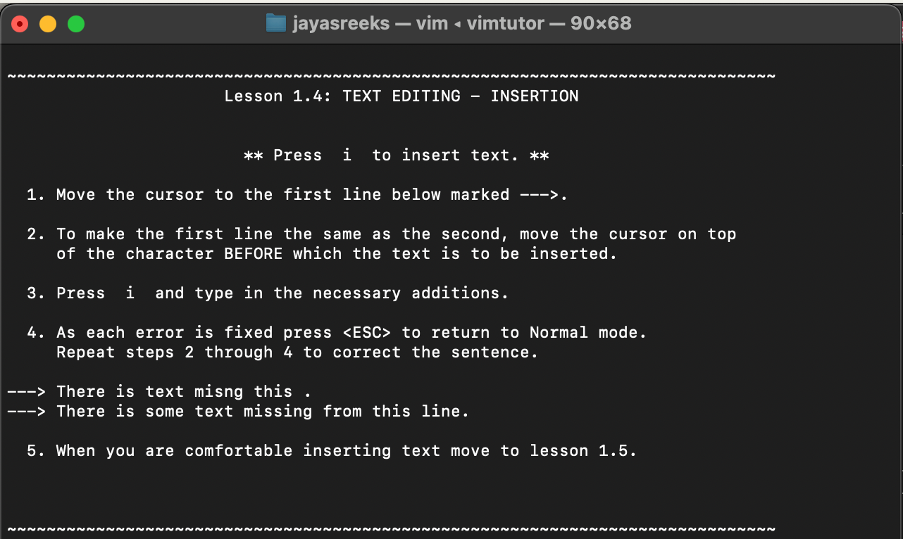 jayasreeks — vim ◂ vimtutor — 90×68
~~~~~~~~~~~~~~~~~~~~~~~~~~~~~~~~~~~~~~~~~~~~~~~~~~~~~~~~~~~~~~~~~~~~~~~~~~~~~~
Lesson 1.4: TEXT EDITING – INSERTION
** Press  i  to insert text. **
1. Move the cursor to the first line below marked --->.
2. To make the first line the same as the second, move the cursor on top
of the character BEFORE which the text is to be inserted.
3. Press  i  and type in the necessary additions.
4. As each error is fixed press <ESC> to return to Normal mode.
Repeat steps 2 through 4 to correct the sentence.
---> There is text misng this .
---> There is some text missing from this line.
5. When you are comfortable inserting text move to lesson 1.5.
~~~~~~~~~~~~~~~~~~~~~~~~~~~~~~~~~~~~~~~~~~~~~~~~~~~~~~~~~~~~~~~~~~~~~~~~~~~~~~